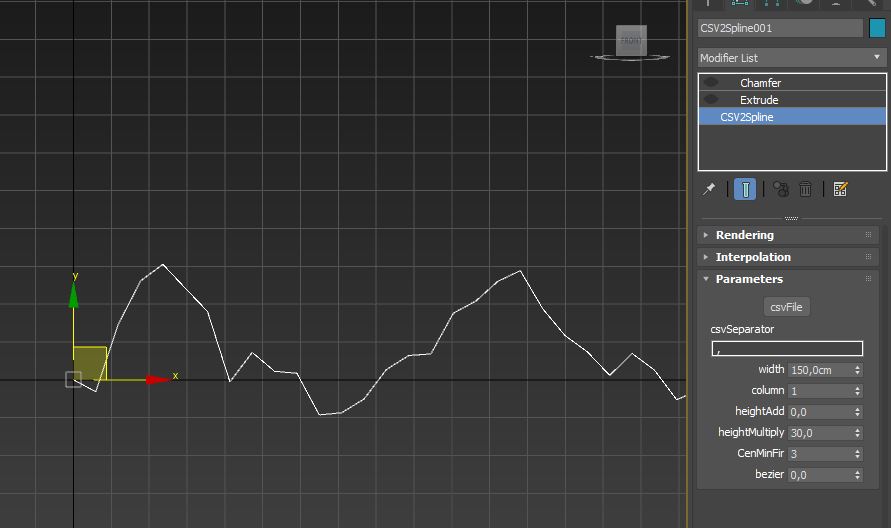 CSV2Spline001
FRONT
Modifier List
Chamfer
Extrude
CSV2Spline
Rendering
Interpolation
Parameters
csvFile
csvSeparator
,
width 150,0cm
column 1
heightAdd 0,0
heightMultiply 30,0
CenMinFir 3
bezier 0,0
y
x